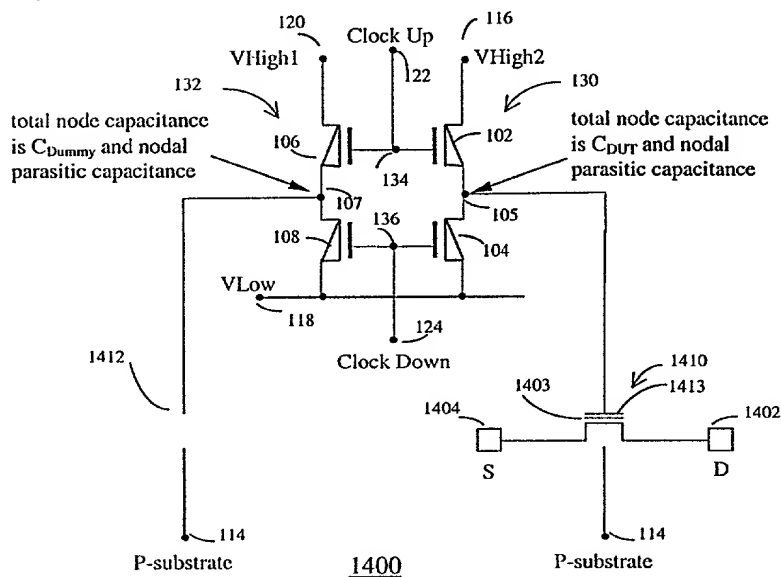 120
116
Clock Up
VHigh1
VHigh2
122
132
130
total node capacitance
is CDummy and nodal
parasitic capacitance
total node capacitance
is CDUT and nodal
parasitic capacitance
106
102
134
107
105
136
108
104
VLow
118
124
Clock Down
1412
1410
1403
1413
1404
1402
S
D
114
114
P-substrate
1400
P-substrate